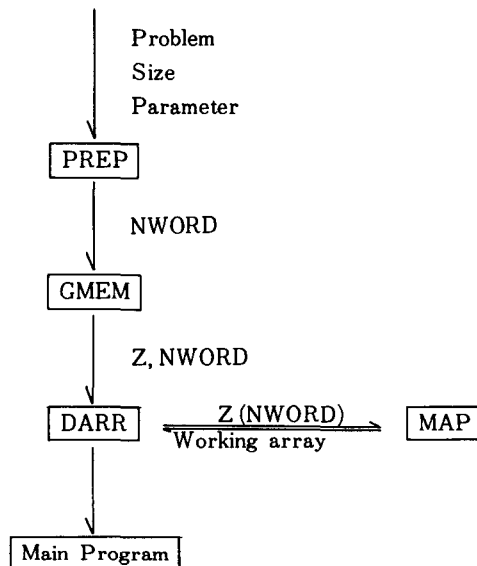 Problem
Size
Parameter
PREP
NWORD
GMEM
Z, NWORD
DARR
Z(NWORD)
Working array
MAP
Main Program